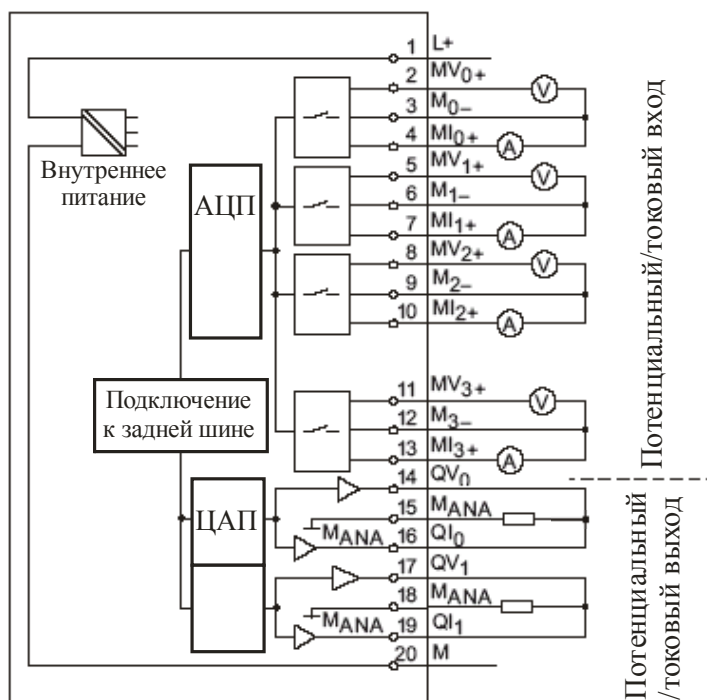 1 L+
2 MV0+
3 M0–
4 MI0+
5 MV1+
6 M1–
7 MI1+
8 MV2+
9 M2–
10 MI2+
11 MV3+
12 M3–
13 MI3+
14 QV0
15 MANA
16 QI0
17 QV1
18 MANA
19 QI1
20 M
V
A
V
A
V
A
V
A
Внутреннее
питание
АЦП
Подключение
к задней шине
ЦАП
MANA
MANA
Потенциальный/токовый вход
Потенциальный
/токовый выход